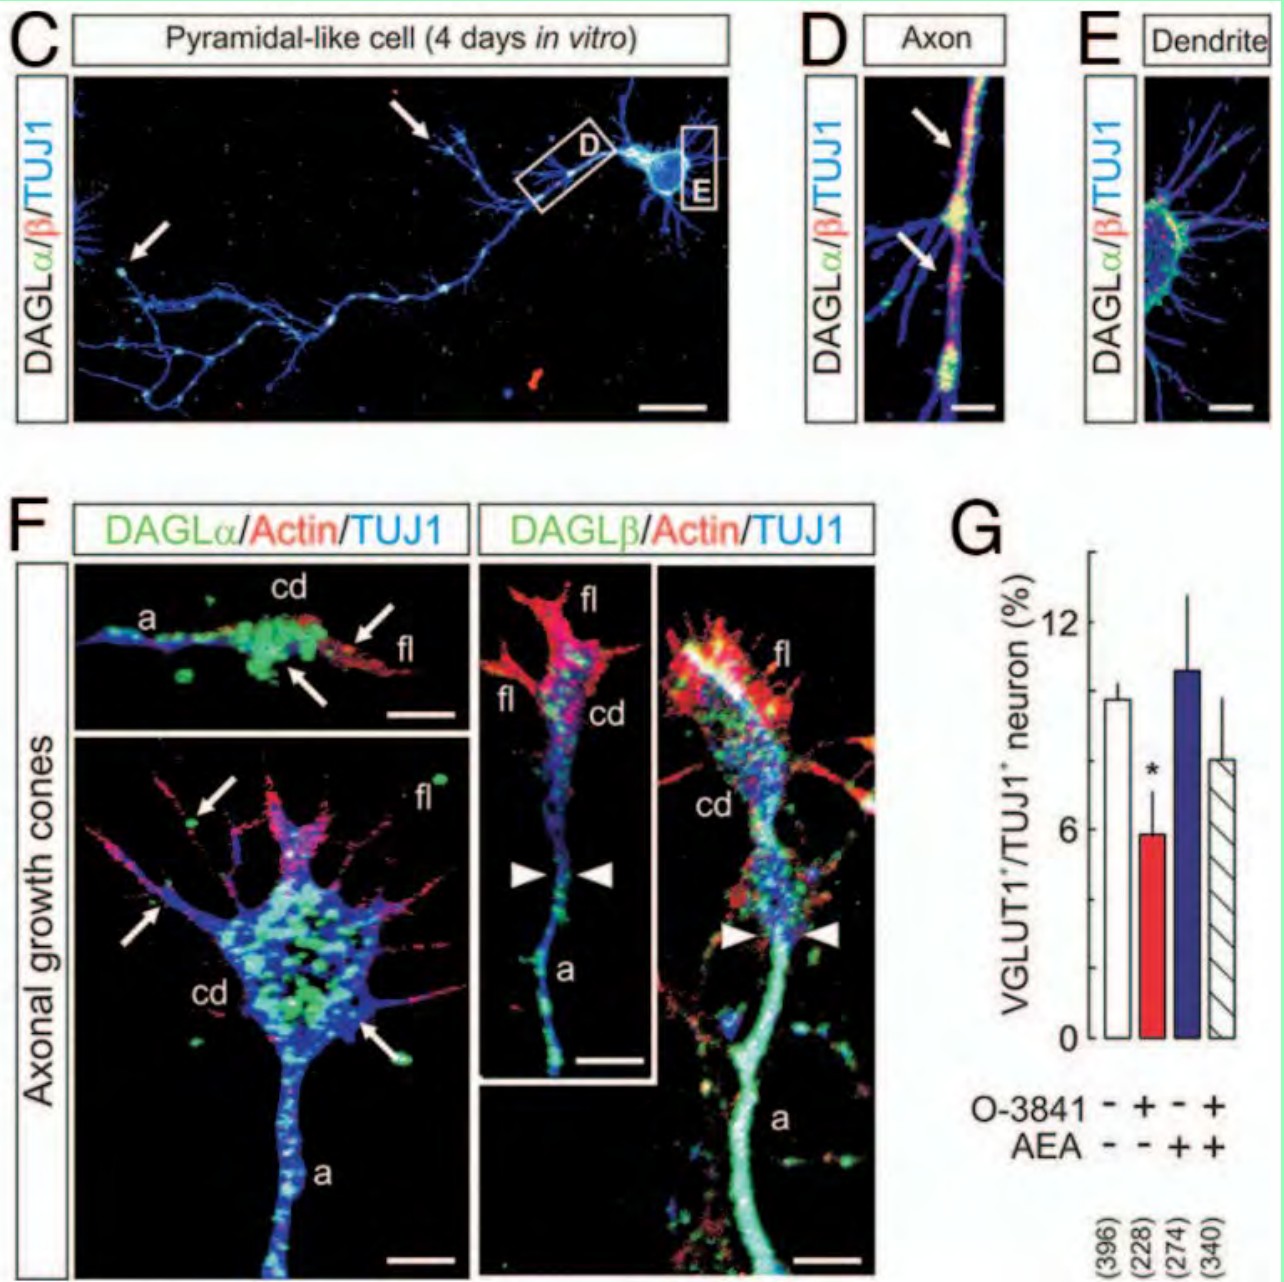 C
Pyramidal-like cell (4 days in vitro)
DAGLα/β/TUJ1
D
E
D
Axon
DAGLα/β/TUJ1
E
Dendrite
DAGLα/β/TUJ1
F
DAGLα/Actin/TUJ1
DAGLβ/Actin/TUJ1
Axonal growth cones
a
cd
fl
fl
cd
a
fl
fl
cd
a
fl
cd
a
G
VGLUT1⁺/TUJ1⁺ neuron (%)
12
6
0
*
O-3841 - + - +
AEA - - + +
(396) (228) (274) (340)